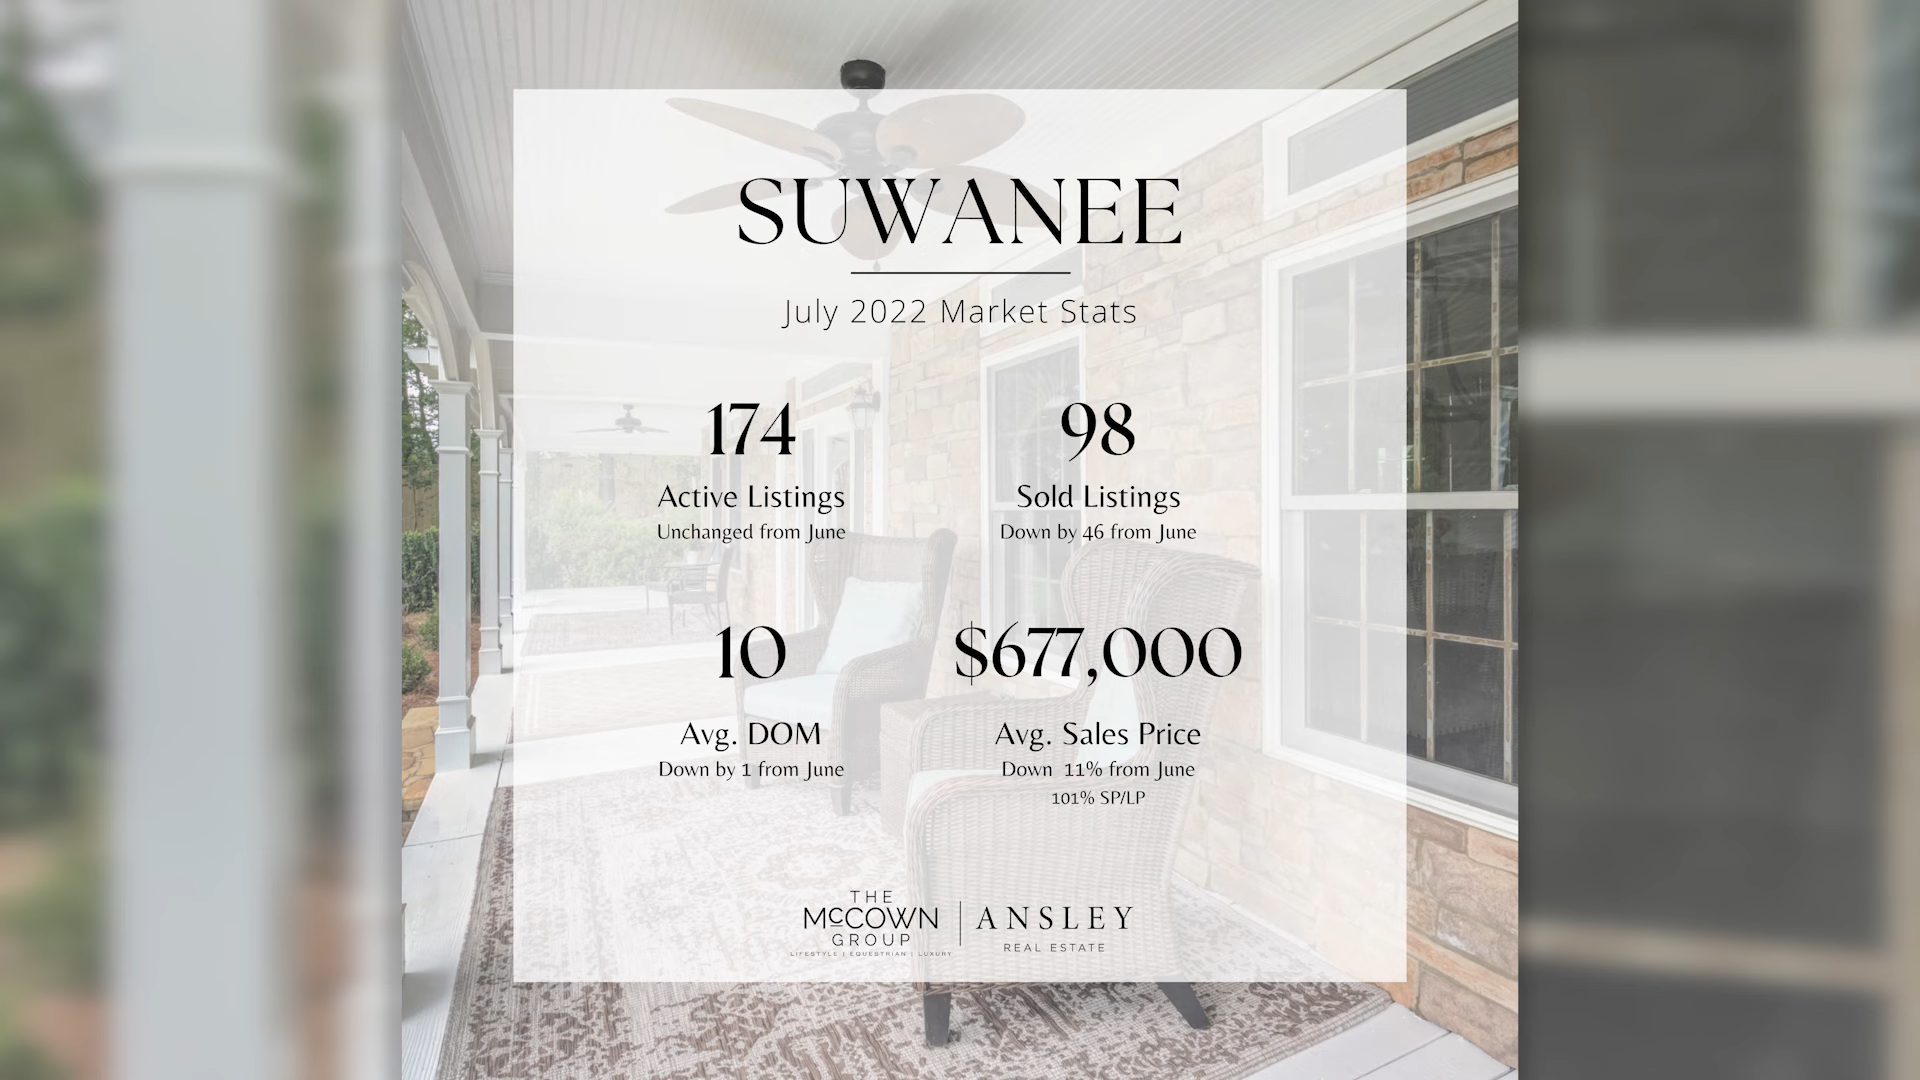 SUWANEE
July 2022 Market Stats
174
Active Listings
Unchanged from June
98
Sold Listings
Down by 46 from June
10
Avg. DOM
Down by 1 from June
$677,000
Avg. Sales Price
Down 11% from June
101% SP/LP
THE
McCOWN
GROUP
LIFESTYLE | EQUESTRIAN | LUXURY
ANSLEY
REAL ESTATE